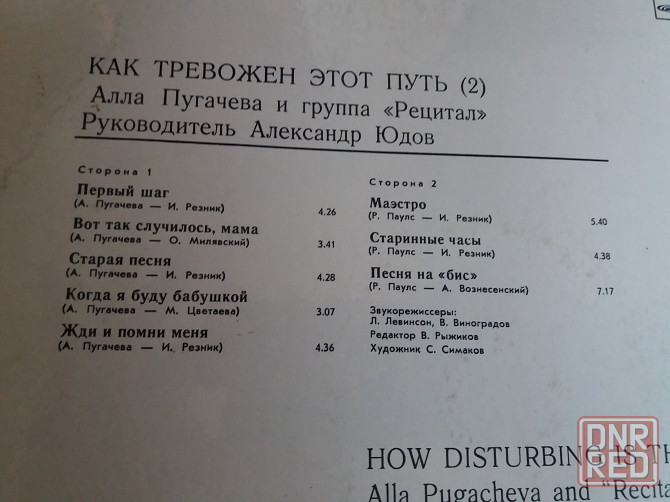 КАК ТРЕВОЖЕН ЭТОТ ПУТЬ (2)
Алла Пугачева и группа «Рецитал»
Руководитель Александр Юдов
Сторона 1
Первый шаг
(А. Пугачева — И. Резник) 4.26
Вот так случилось, мама
(А. Пугачева — О. Милявский) 3.41
Старая песня
(А. Пугачева — И. Резник) 4.28
Когда я буду бабушкой
(А. Пугачева — М. Цветаева) 3.07
Жди и помни меня
(А. Пугачева — И. Резник) 4.36
Сторона 2
Маэстро
(Р. Паулс — И. Резник) 5.40
Старинные часы
(Р. Паулс — И. Резник) 4.38
Песня на «бис»
(Р. Паулс — А. Вознесенский) 7.17
Звукорежиссеры:
Л. Левинсон, В. Виноградов
Редактор В. Рыжиков
Художник С. Симаков
HOW DISTURBING IS TH
Alla Pugacheva and "Recita
DNR
RED